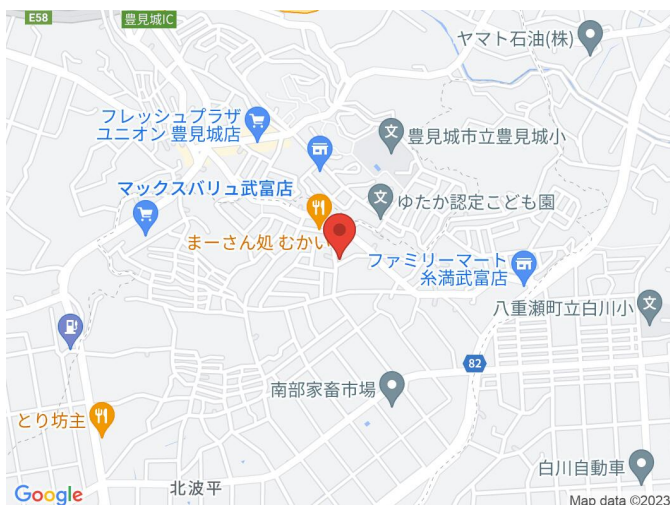 E58
豊見城IC
ヤマト石油(株)
フレッシュプラザ
ユニオン 豊見城店
豊見城市立豊見城小
マックスバリュ武富店
ゆたか認定こども園
まーさん処 むかい
ファミリーマート
糸満武富店
八重瀬町立白川小
82
南部家畜市場
とり坊主
白川自動車
北波平
Google
Map data ©2023